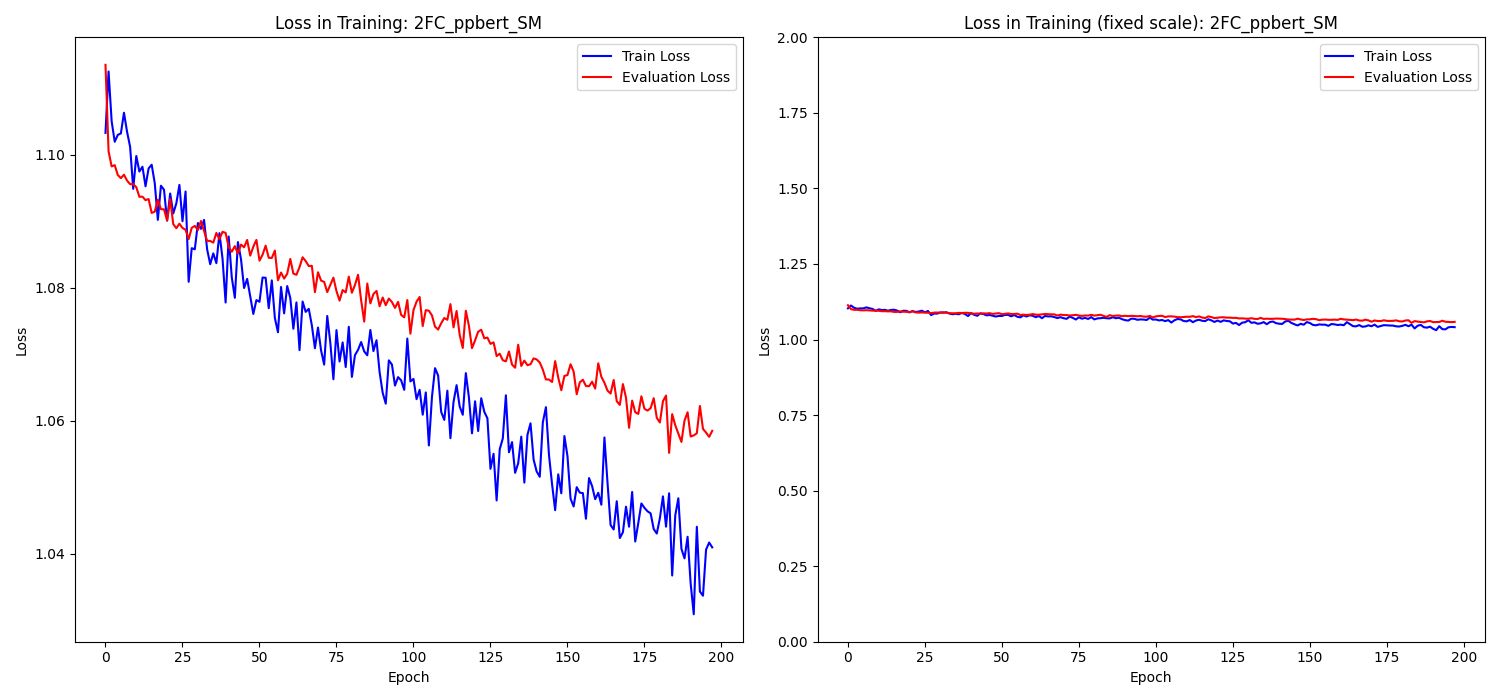 Loss in Training: 2FC_ppbert_SM
Train Loss
Evaluation Loss
1.10
1.08
1.06
1.04
Loss
0 25 50 75 100 125 150 175 200
Epoch
Loss in Training (fixed scale): 2FC_ppbert_SM
Train Loss
Evaluation Loss
2.00
1.75
1.50
1.25
1.00
0.75
0.50
0.25
0.00
Loss
0 25 50 75 100 125 150 175 200
Epoch